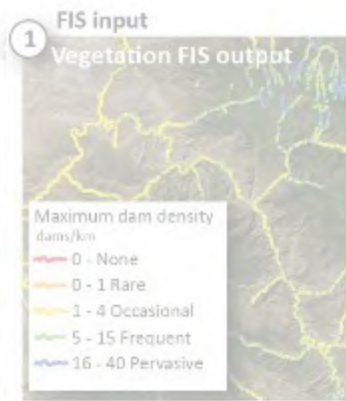 FIS input
1
Vegetation FIS output
Maximum dam density
dams/km
0 - None
0 - 1 Rare
1 - 4 Occasional
5 - 15 Frequent
16 - 40 Pervasive